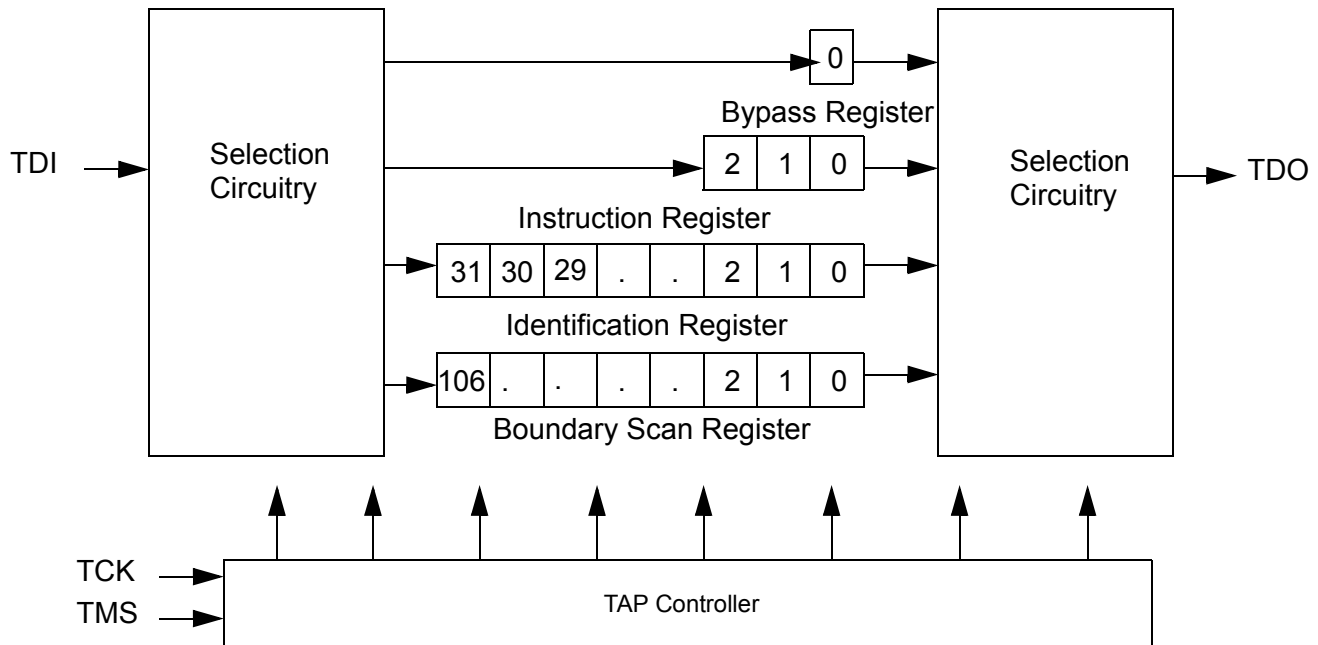 0
Bypass Register
TDI
Selection
Circuitry
2 1 0
Selection
Circuitry
TDO
Instruction Register
31 30 29 . . 2 1 0
Identification Register
106 . . . . 2 1 0
Boundary Scan Register
TCK
TMS
TAP Controller